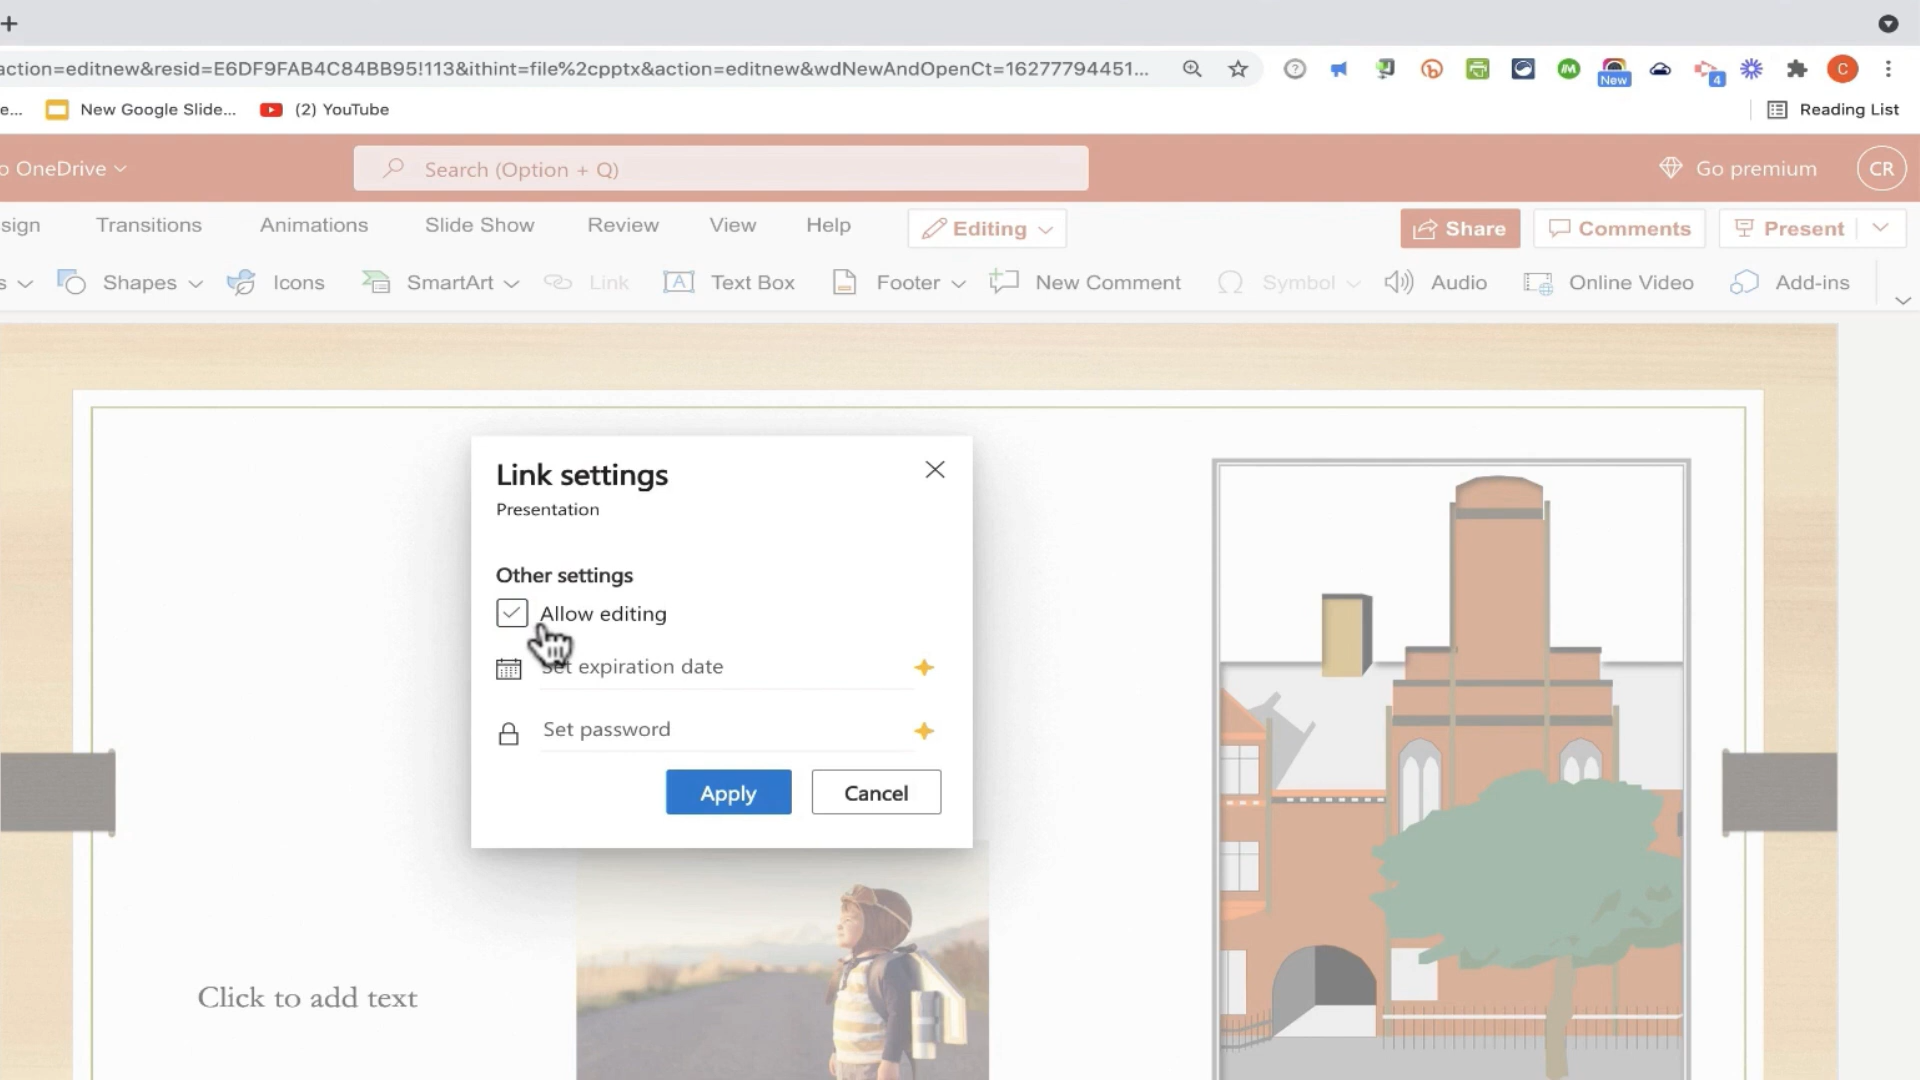 action=editnew&resid=E6DF9FAB4C84BB95!113&ithint=file%2cpptx&action=editnew&wdNewAndOpenCt=16277794451...
New
4
C
e...
New Google Slide...
(2) YouTube
Reading List
o OneDrive
Search (Option + Q)
Go premium
CR
sign
Transitions
Animations
Slide Show
Review
View
Help
Editing
Share
Comments
Present
s
Shapes
Icons
SmartArt
Link
Text Box
Footer
New Comment
Symbol
Audio
Online Video
Add-ins
Link settings
Presentation
Other settings
Allow editing
Set expiration date
Set password
Apply
Cancel
Click to add text